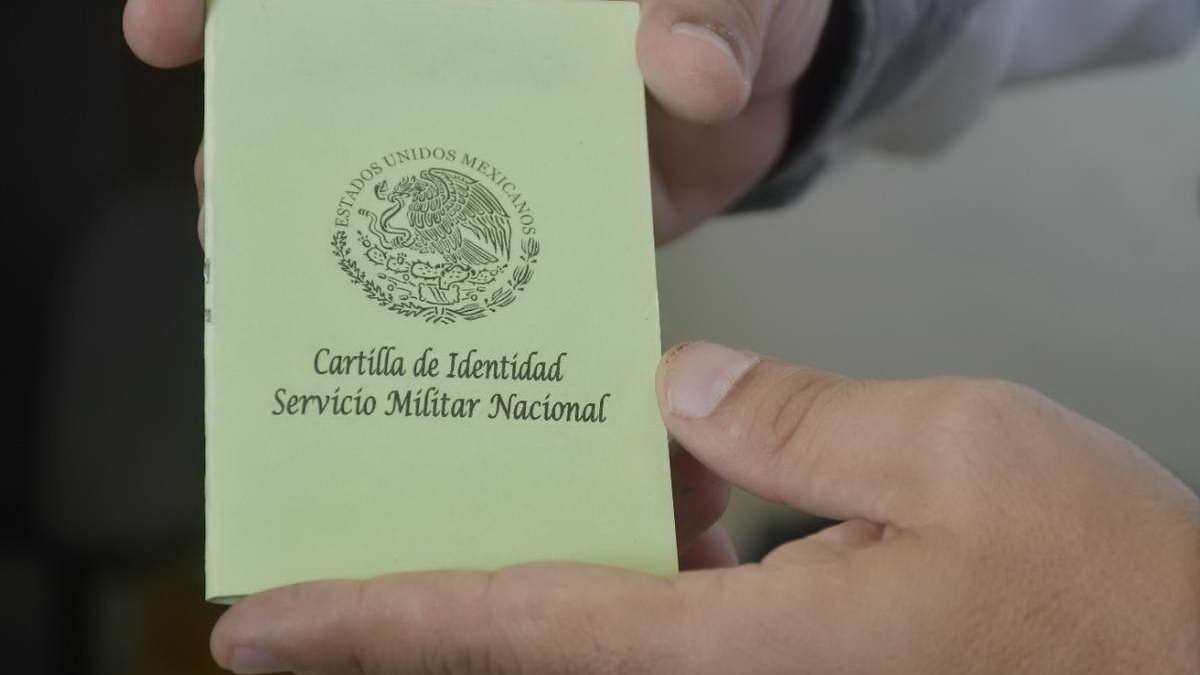 ESTADOS UNIDOS MEXICANOS
Cartilla de Identidad
Servicio Militar Nacional